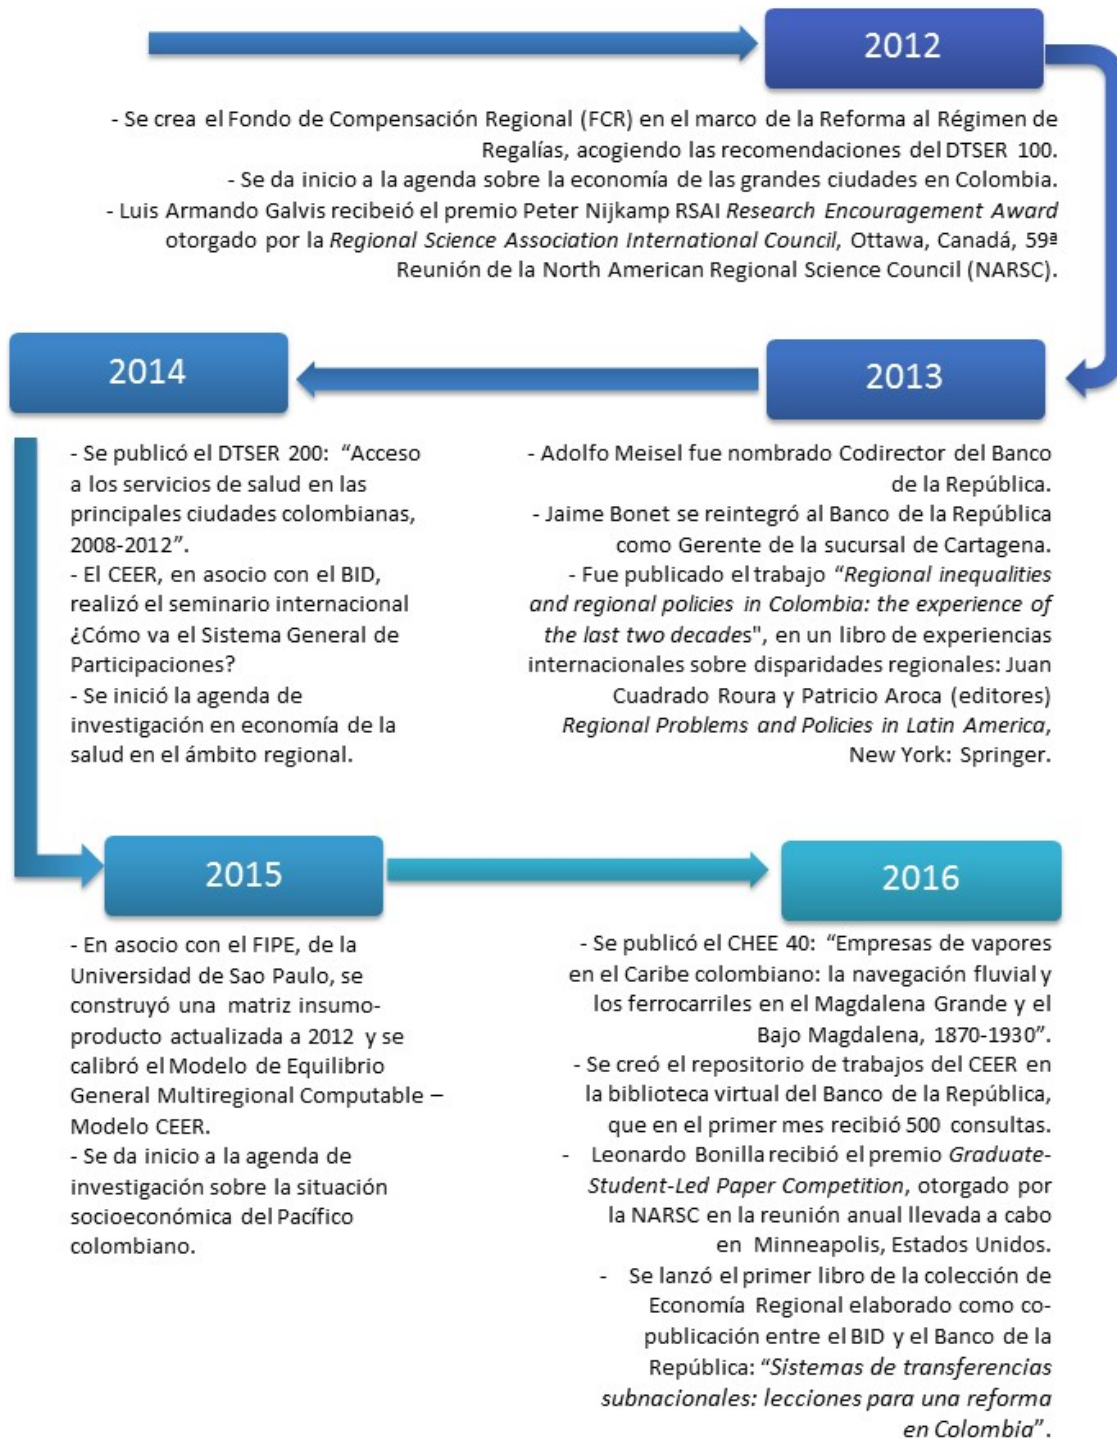 2012
- Se crea el Fondo de Compensación Regional (FCR) en el marco de la Reforma al Régimen de
Regalías, acogiendo las recomendaciones del DTSER 100.
- Se da inicio a la agenda sobre la economía de las grandes ciudades en Colombia.
- Luis Armando Galvis recibeió el premio Peter Nijkamp RSAI Research Encouragement Award
otorgado por la Regional Science Association International Council, Ottawa, Canadá, 59ª
Reunión de la North American Regional Science Council (NARSC).
2013
- Adolfo Meisel fue nombrado Codirector del Banco
de la República.
- Jaime Bonet se reintegró al Banco de la República
como Gerente de la sucursal de Cartagena.
- Fue publicado el trabajo “Regional inequalities
and regional policies in Colombia: the experience of
the last two decades", en un libro de experiencias
internacionales sobre disparidades regionales: Juan
Cuadrado Roura y Patricio Aroca (editores)
Regional Problems and Policies in Latin America,
New York: Springer.
2014
- Se publicó el DTSER 200: “Acceso
a los servicios de salud en las
principales ciudades colombianas,
2008-2012”.
- El CEER, en asocio con el BID,
realizó el seminario internacional
¿Cómo va el Sistema General de
Participaciones?
- Se inició la agenda de
investigación en economía de la
salud en el ámbito regional.
2015
- En asocio con el FIPE, de la
Universidad de Sao Paulo, se
construyó una matriz insumo-
producto actualizada a 2012 y se
calibró el Modelo de Equilibrio
General Multiregional Computable –
Modelo CEER.
- Se da inicio a la agenda de
investigación sobre la situación
socioeconómica del Pacífico
colombiano.
2016
- Se publicó el CHEE 40: “Empresas de vapores
en el Caribe colombiano: la navegación fluvial y
los ferrocarriles en el Magdalena Grande y el
Bajo Magdalena, 1870-1930”.
- Se creó el repositorio de trabajos del CEER en
la biblioteca virtual del Banco de la República,
que en el primer mes recibió 500 consultas.
- Leonardo Bonilla recibió el premio Graduate-
Student-Led Paper Competition, otorgado por
la NARSC en la reunión anual llevada a cabo
en Minneapolis, Estados Unidos.
- Se lanzó el primer libro de la colección de
Economía Regional elaborado como co-
publicación entre el BID y el Banco de la
República: “Sistemas de transferencias
subnacionales: lecciones para una reforma
en Colombia”.